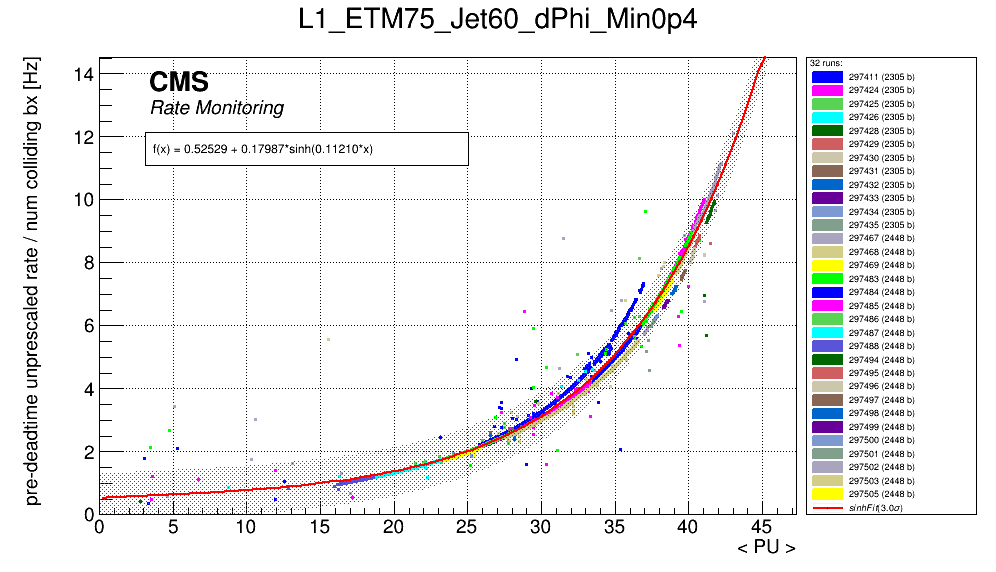 L1_ETM75_Jet60_dPhi_Min0p4
pre-deadtime unprescaled rate / num colliding bx [Hz]
14
12
10
8
6
4
2
0
CMS
Rate Monitoring
f(x) = 0.52529 + 0.17987*sinh(0.11210*x)
0 5 10 15 20 25 30 35 40 45
< PU >
32 runs:
297411 (2305 b)
297424 (2305 b)
297425 (2305 b)
297426 (2305 b)
297428 (2305 b)
297429 (2305 b)
297430 (2305 b)
297431 (2305 b)
297432 (2305 b)
297433 (2305 b)
297434 (2305 b)
297435 (2305 b)
297467 (2448 b)
297468 (2448 b)
297469 (2448 b)
297483 (2448 b)
297484 (2448 b)
297485 (2448 b)
297486 (2448 b)
297487 (2448 b)
297488 (2448 b)
297494 (2448 b)
297495 (2448 b)
297496 (2448 b)
297497 (2448 b)
297498 (2448 b)
297499 (2448 b)
297500 (2448 b)
297501 (2448 b)
297502 (2448 b)
297503 (2448 b)
297505 (2448 b)
sinhFit(3.0σ)